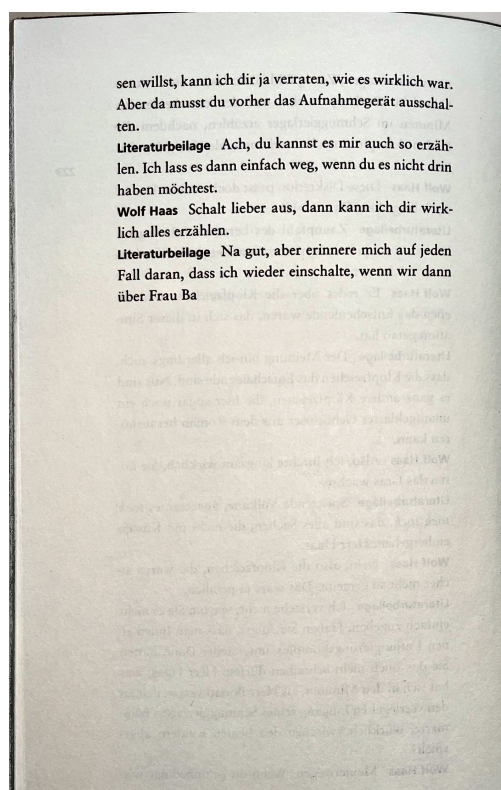 sen willst, kann ich dir ja verraten, wie es wirklich war.
Aber da musst du vorher das Aufnahmegerät ausschal-
ten.
Literaturbeilage Ach, du kannst es mir auch so erzäh-
len. Ich lass es dann einfach weg, wenn du es nicht drin
haben möchtest.
Wolf Haas Schalt lieber aus, dann kann ich dir wirk-
lich alles erzählen.
Literaturbeilage Na gut, aber erinnere mich auf jeden
Fall daran, dass ich wieder einschalte, wenn wir dann
über Frau Ba